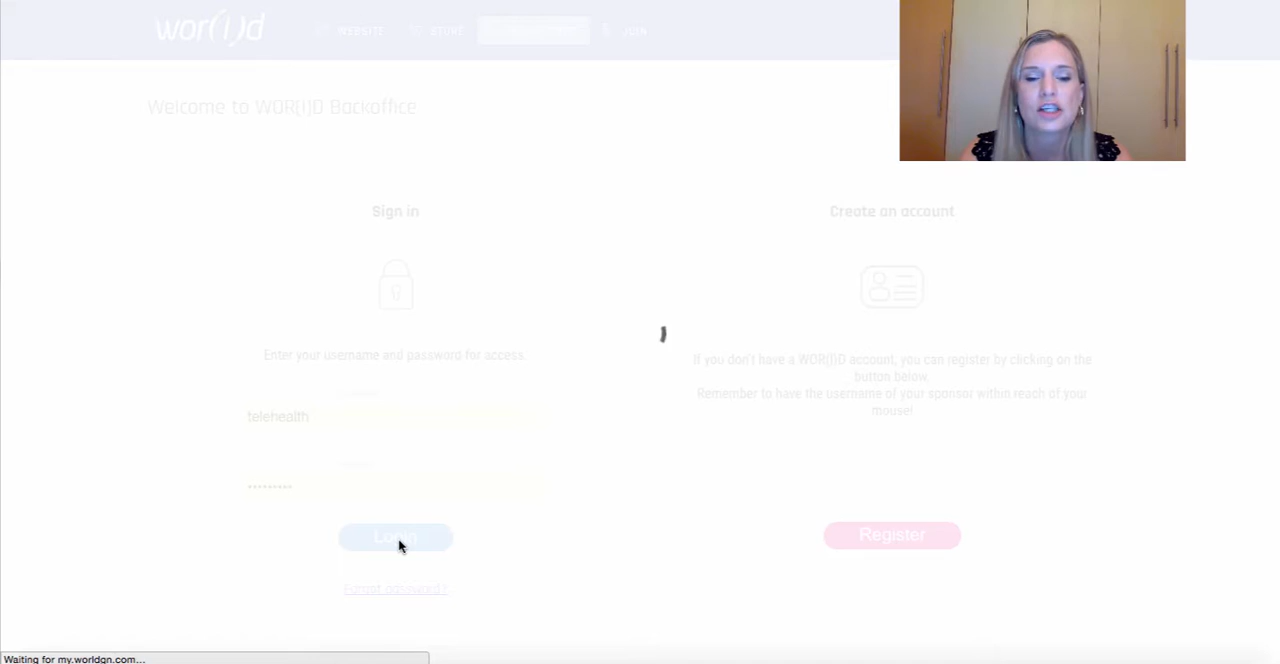 wor(i)d
WEBSITE
STORE
JOIN
Welcome to WOR(I)D Backoffice
Sign in
Enter your username and password for access.
telehealth
•••••••••
Login
Forgot password?
Create an account
If you don't have a WOR(I)D account, you can register by clicking on the
button below.
Remember to have the username of your sponsor within reach of your
mouse!
Register
Waiting for my.worldgn.com...